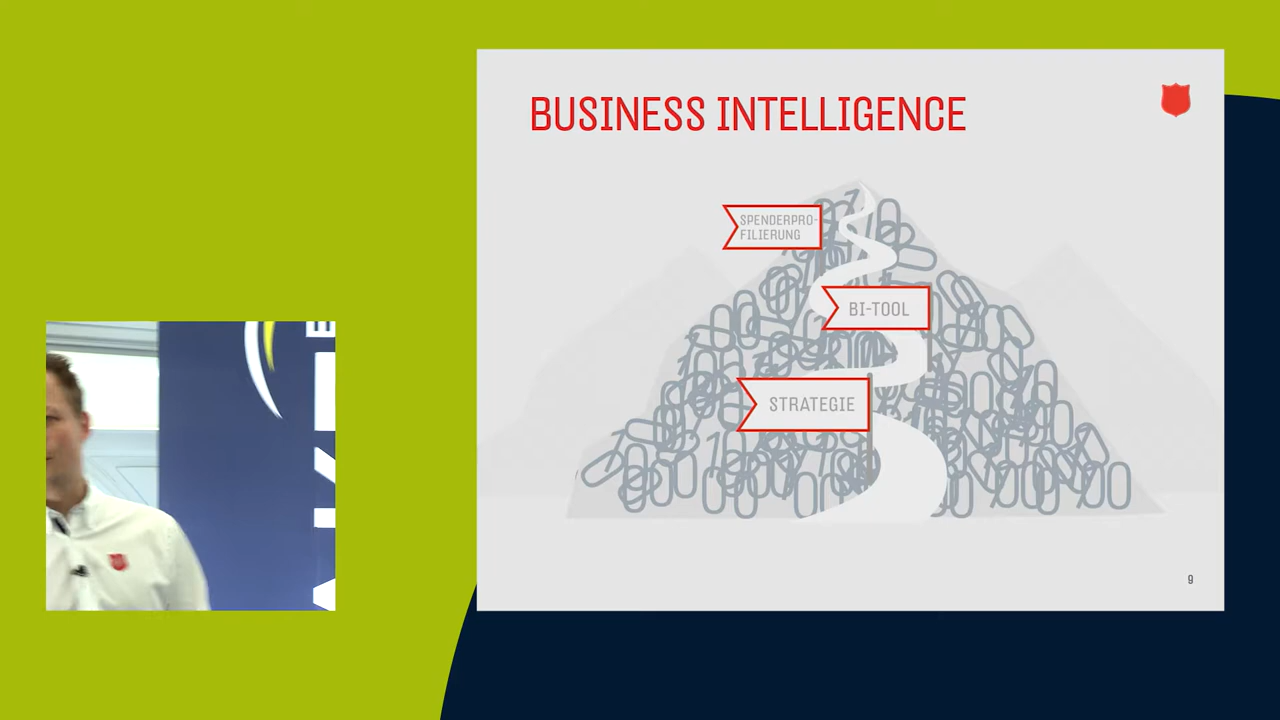 BUSINESS INTELLIGENCE
SPENDERPRO-
FILIERUNG
BI-TOOL
STRATEGIE
9